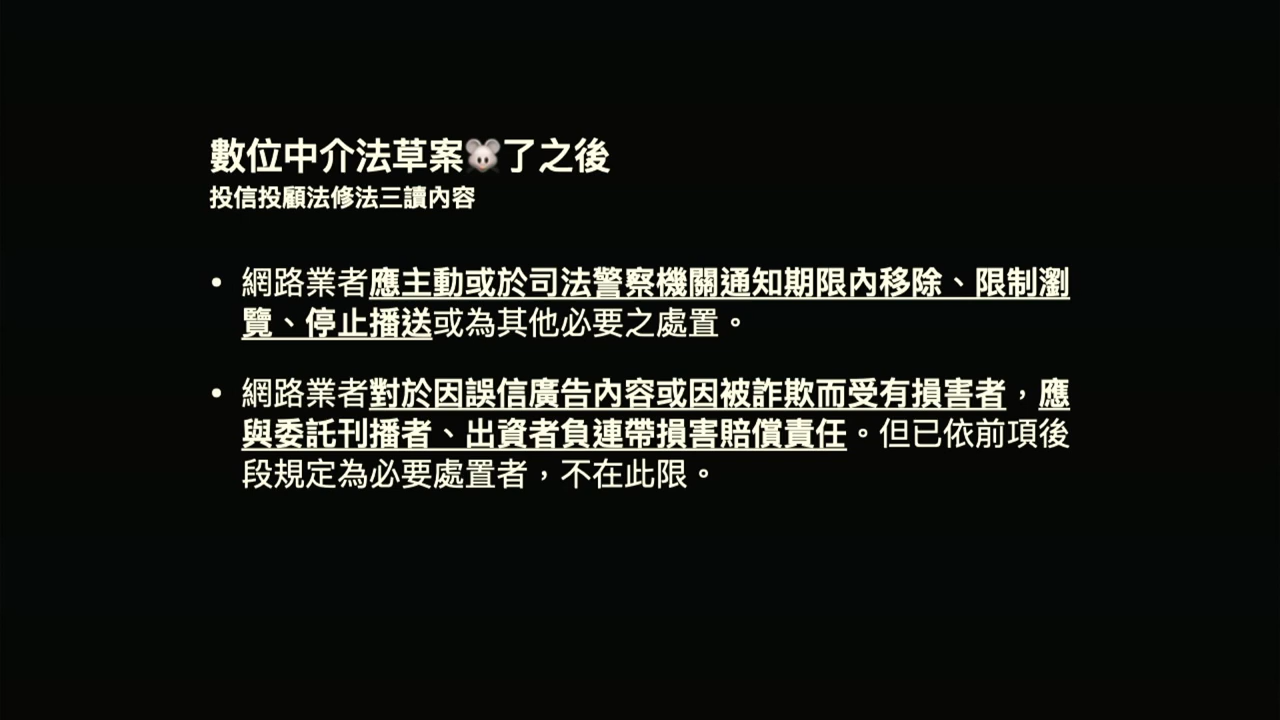 數位中介法草案🐭了之後
投信投顧法修法三讀內容
• 網路業者應主動或於司法警察機關通知期限內移除、限制瀏
覽、停止播送或為其他必要之處置。
• 網路業者對於因誤信廣告內容或因被詐欺而受有損害者，應
與委託刊播者、出資者負連帶損害賠償責任。但已依前項後
段規定為必要處置者，不在此限。